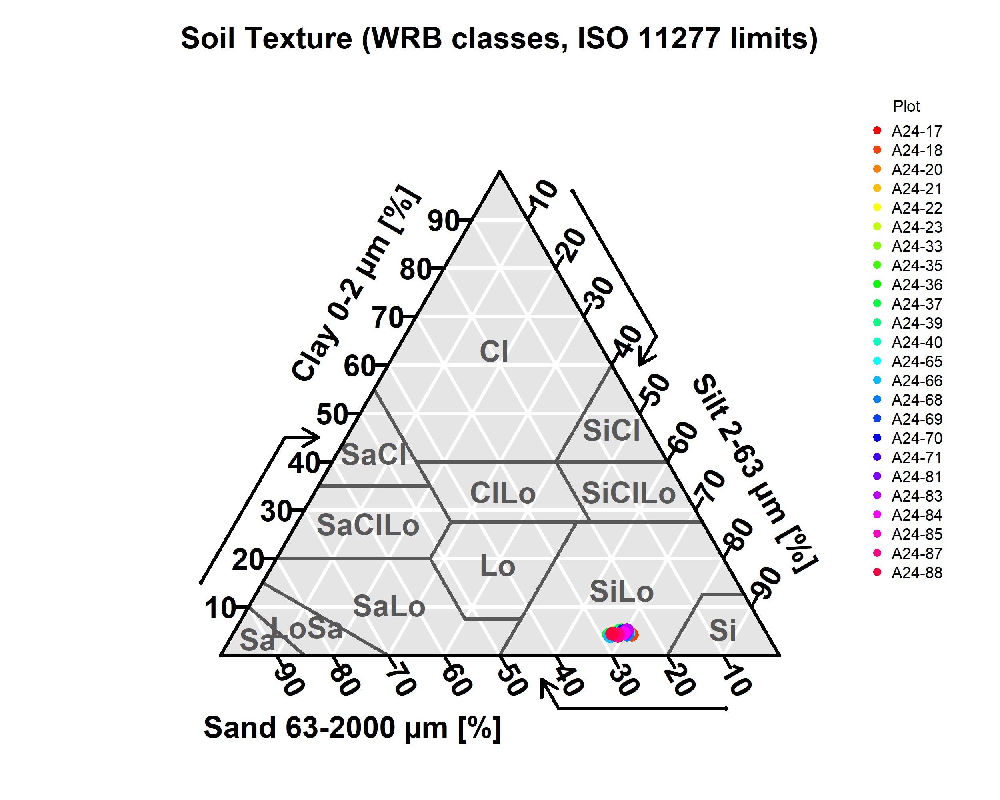 Soil Texture (WRB classes, ISO 11277 limits)
Plot
A24-17
A24-18
A24-20
A24-21
A24-22
A24-23
A24-33
A24-35
A24-36
A24-37
A24-39
A24-40
A24-65
A24-66
A24-68
A24-69
A24-70
A24-71
A24-81
A24-83
A24-84
A24-85
A24-87
A24-88
Clay 0-2 µm [%]
90
80
70
60
50
40
30
20
10
Silt 2-63 µm [%]
10
20
30
40
50
60
70
80
90
Cl
SiCl
SaCl
ClLo
SiClLo
SaClLo
Lo
SiLo
SaLo
LoSa
Sa
Si
90
80
70
60
50
40
30
20
10
Sand 63-2000 µm [%]